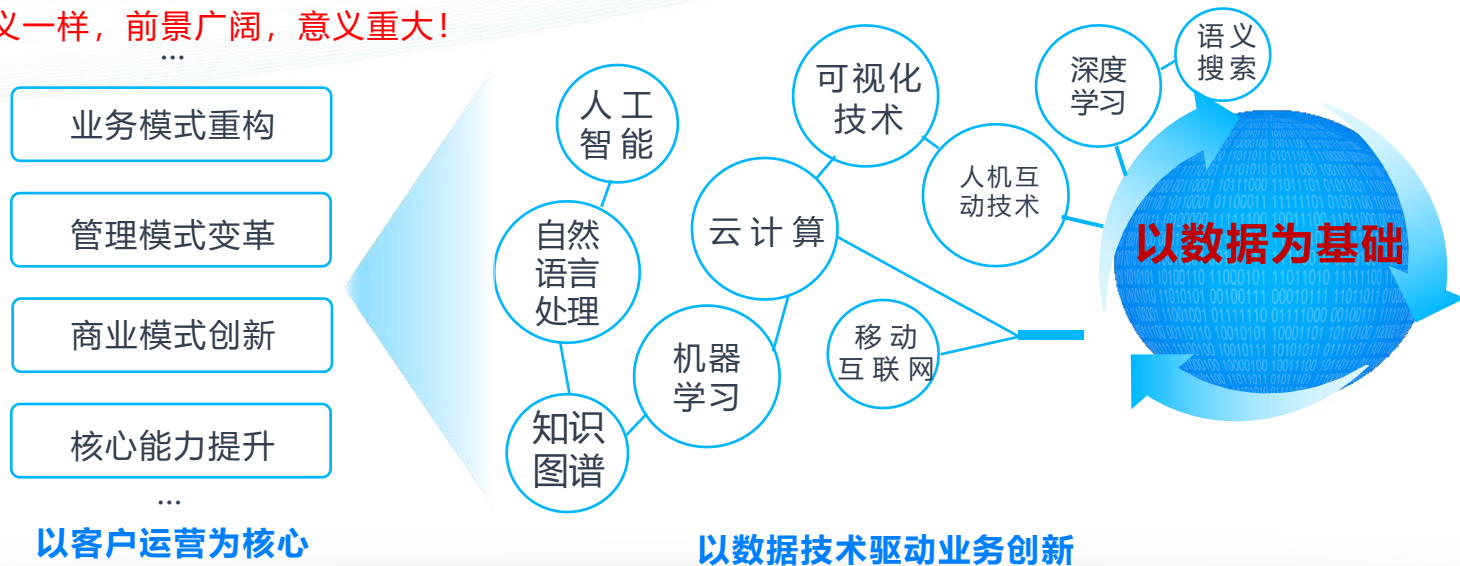 义一样，前景广阔，意义重大！
...
业务模式重构
管理模式变革
商业模式创新
核心能力提升
...
以客户运营为核心
人工
智能
自然
语言
处理
知识
图谱
机器
学习
云计算
可视化
技术
人机互
动技术
移动
互联网
深度
学习
语义
搜索
以数据为基础
以数据技术驱动业务创新